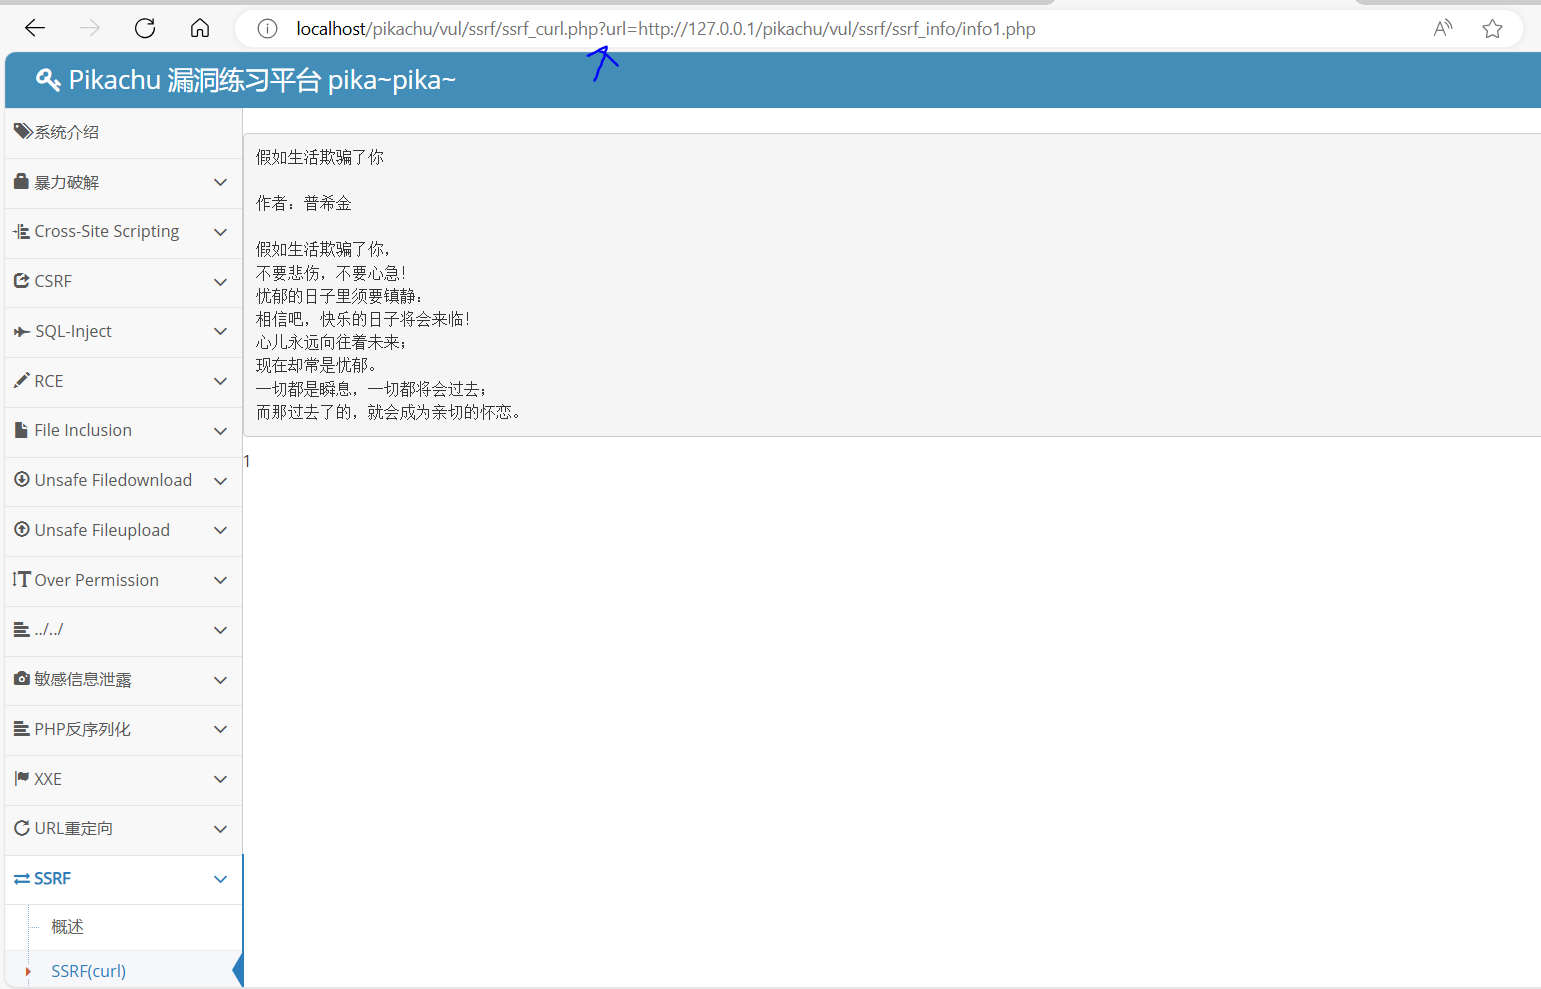 localhost/pikachu/vul/ssrf/ssrf_curl.php?url=http://127.0.0.1/pikachu/vul/ssrf/ssrf_info/info1.php
Pikachu 漏洞练习平台 pika~pika~
系统介绍
暴力破解
Cross-Site Scripting
CSRF
SQL-Inject
RCE
File Inclusion
Unsafe Filedownload
Unsafe Fileupload
Over Permission
../../
敏感信息泄露
PHP反序列化
XXE
URL重定向
SSRF
概述
SSRF(curl)
假如生活欺骗了你
作者：普希金
假如生活欺骗了你，
不要悲伤，不要心急！
忧郁的日子里须要镇静：
相信吧，快乐的日子将会来临！
心儿永远向往着未来；
现在却常是忧郁。
一切都是瞬息，一切都将会过去；
而那过去了的，就会成为亲切的怀恋。
1